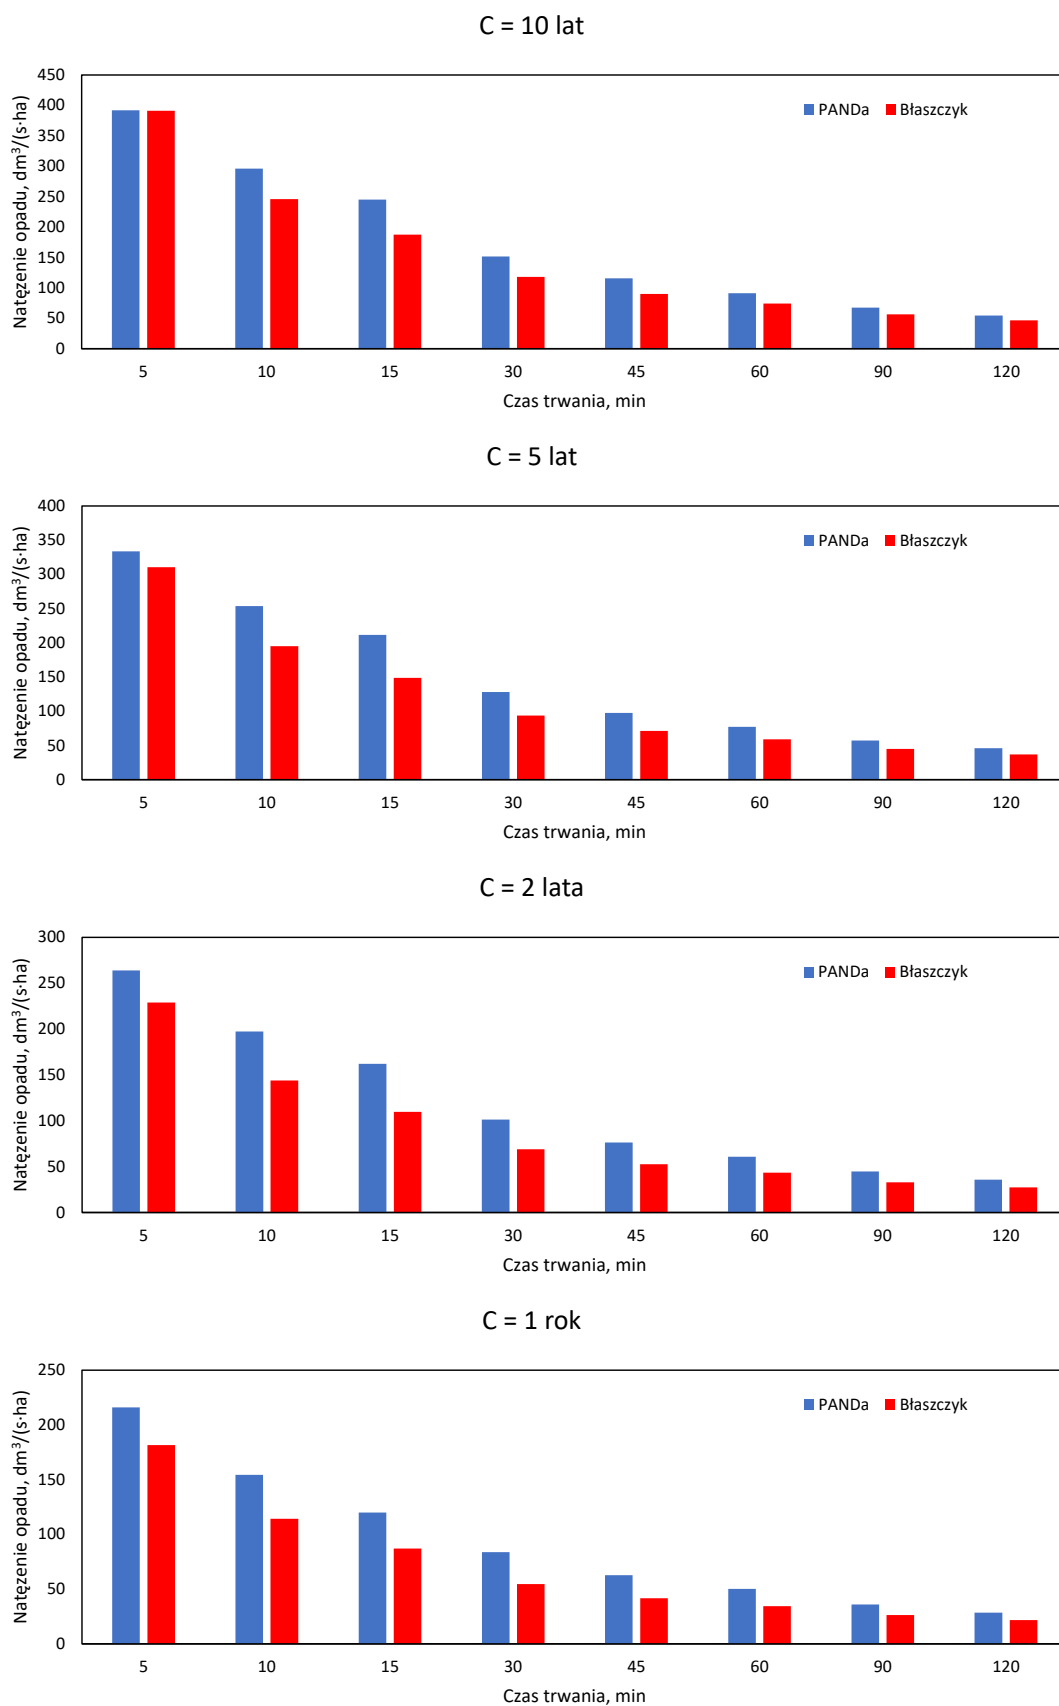 C = 10 lat
Natęzenie opadu, dm³/(s·ha)
450
400
350
300
250
200
150
100
50
0
PANDa Błaszczyk
5 10 15 30 45 60 90 120
Czas trwania, min
C = 5 lat
Natęzenie opadu, dm³/(s·ha)
400
350
300
250
200
150
100
50
0
PANDa Błaszczyk
5 10 15 30 45 60 90 120
Czas trwania, min
C = 2 lata
Natęzenie opadu, dm³/(s·ha)
300
250
200
150
100
50
0
PANDa Błaszczyk
5 10 15 30 45 60 90 120
Czas trwania, min
C = 1 rok
Natęzenie opadu, dm³/(s·ha)
250
200
150
100
50
0
PANDa Błaszczyk
5 10 15 30 45 60 90 120
Czas trwania, min